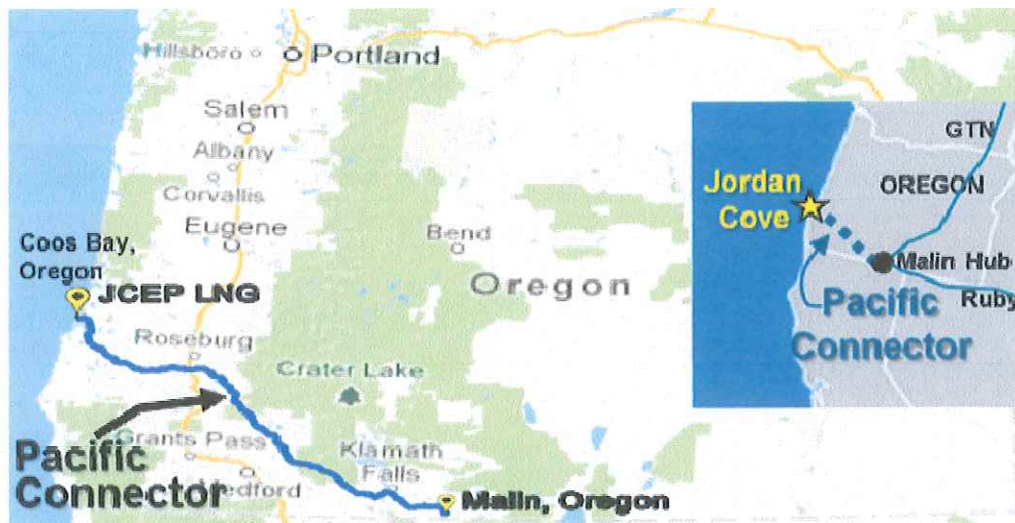 Hillsboro
Portland
Salem
Albany
Corvallis
Eugene
Bend
Oregon
Coos Bay,
Oregon
JCEP LNG
Roseburg
Crater Lake
Grants Pass
Klamath
Falls
Medford
Pacific
Connector
Malin, Oregon
GTN
OREGON
Jordan
Cove
Malin Hub
Ruby
Pacific
Connector